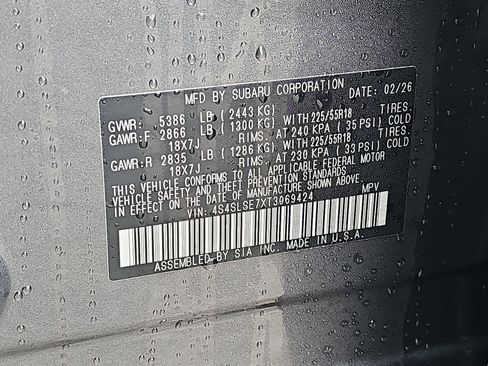 MFD BY SUBARU CORPORATION DATE: 02/26
GVWR: 5386 LB ( 2443 KG)
GAWR:F 2866 LB ( 1300 KG) WITH 225/55R18 TIRES,
18X7J RIMS, AT 240 KPA ( 35 PSI) COLD
GAWR:R 2835 LB ( 1286 KG) WITH 225/55R18 TIRES,
18X7J RIMS, AT 230 KPA ( 33 PSI) COLD
THIS VEHICLE CONFORMS TO ALL APPLICABLE FEDERAL MOTOR
VEHICLE SAFETY AND THEFT PREVENTION STANDARDS
IN EFFECT ON THE DATE OF MANUFACTURE SHOWN ABOVE.
VIN: 4S4SLSE7XT3069424 MPV
ASSEMBLED BY SIA INC. MADE IN U.S.A.